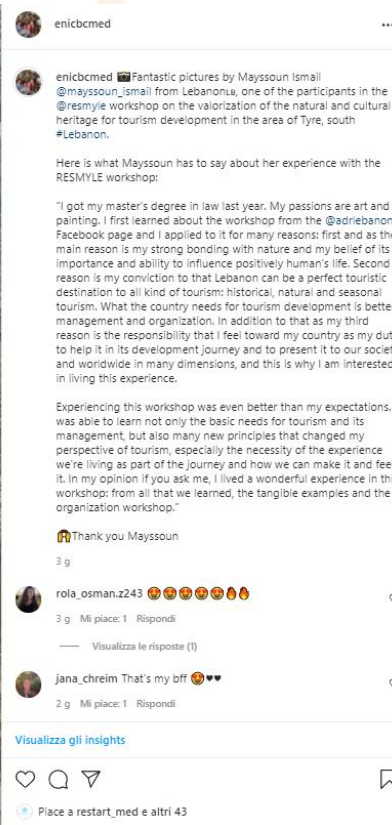 enicbcmed
enicbcmed 📷Fantastic pictures by Mayssoun Ismail
@mayssoun_ismail from Lebanon🇱🇧, one of the participants in the
@resmyle workshop on the valorization of the natural and cultural
heritage for tourism development in the area of Tyre, south
#Lebanon.
Here is what Mayssoun has to say about her experience with the
RESMYLE workshop:
"I got my master's degree in law last year. My passions are art and
painting. I first learned about the workshop from the @adrlebanon
Facebook page and I applied to it for many reasons: first and as the
main reason is my strong bonding with nature and my belief of its
importance and ability to influence positively human's life. Second
reason is my conviction to that Lebanon can be a perfect touristic
destination to all kind of tourism: historical, natural and seasonal
tourism. What the country needs for tourism development is bette
management and organization. In addition to that as my third
reason is the responsibility that I feel toward my country as my dut
to help it in its development journey and to present it to our societ
and worldwide in many dimensions, and this is why I am interested
in living this experience.
Experiencing this workshop was even better than my expectations.
was able to learn not only the basic needs for tourism and its
management, but also many new principles that changed my
perspective of tourism, especially the necessity of the experience
we're living as part of the journey and how we can make it and fee
it. In my opinion if you ask me, I lived a wonderful experience in thi
workshop: from all that we learned, the tangible examples and the
organization workshop."
🙌Thank you Mayssoun
3 g
rola_osman.z243 😍😍😍😍😍🔥🔥
3 g Mi piace: 1 Rispondi
Visualizza le risposte (1)
jana_chreim That's my bff 😍♥♥
2 g Mi piace: 1 Rispondi
Visualizza gli insights
Piace a restart_med e altri 43